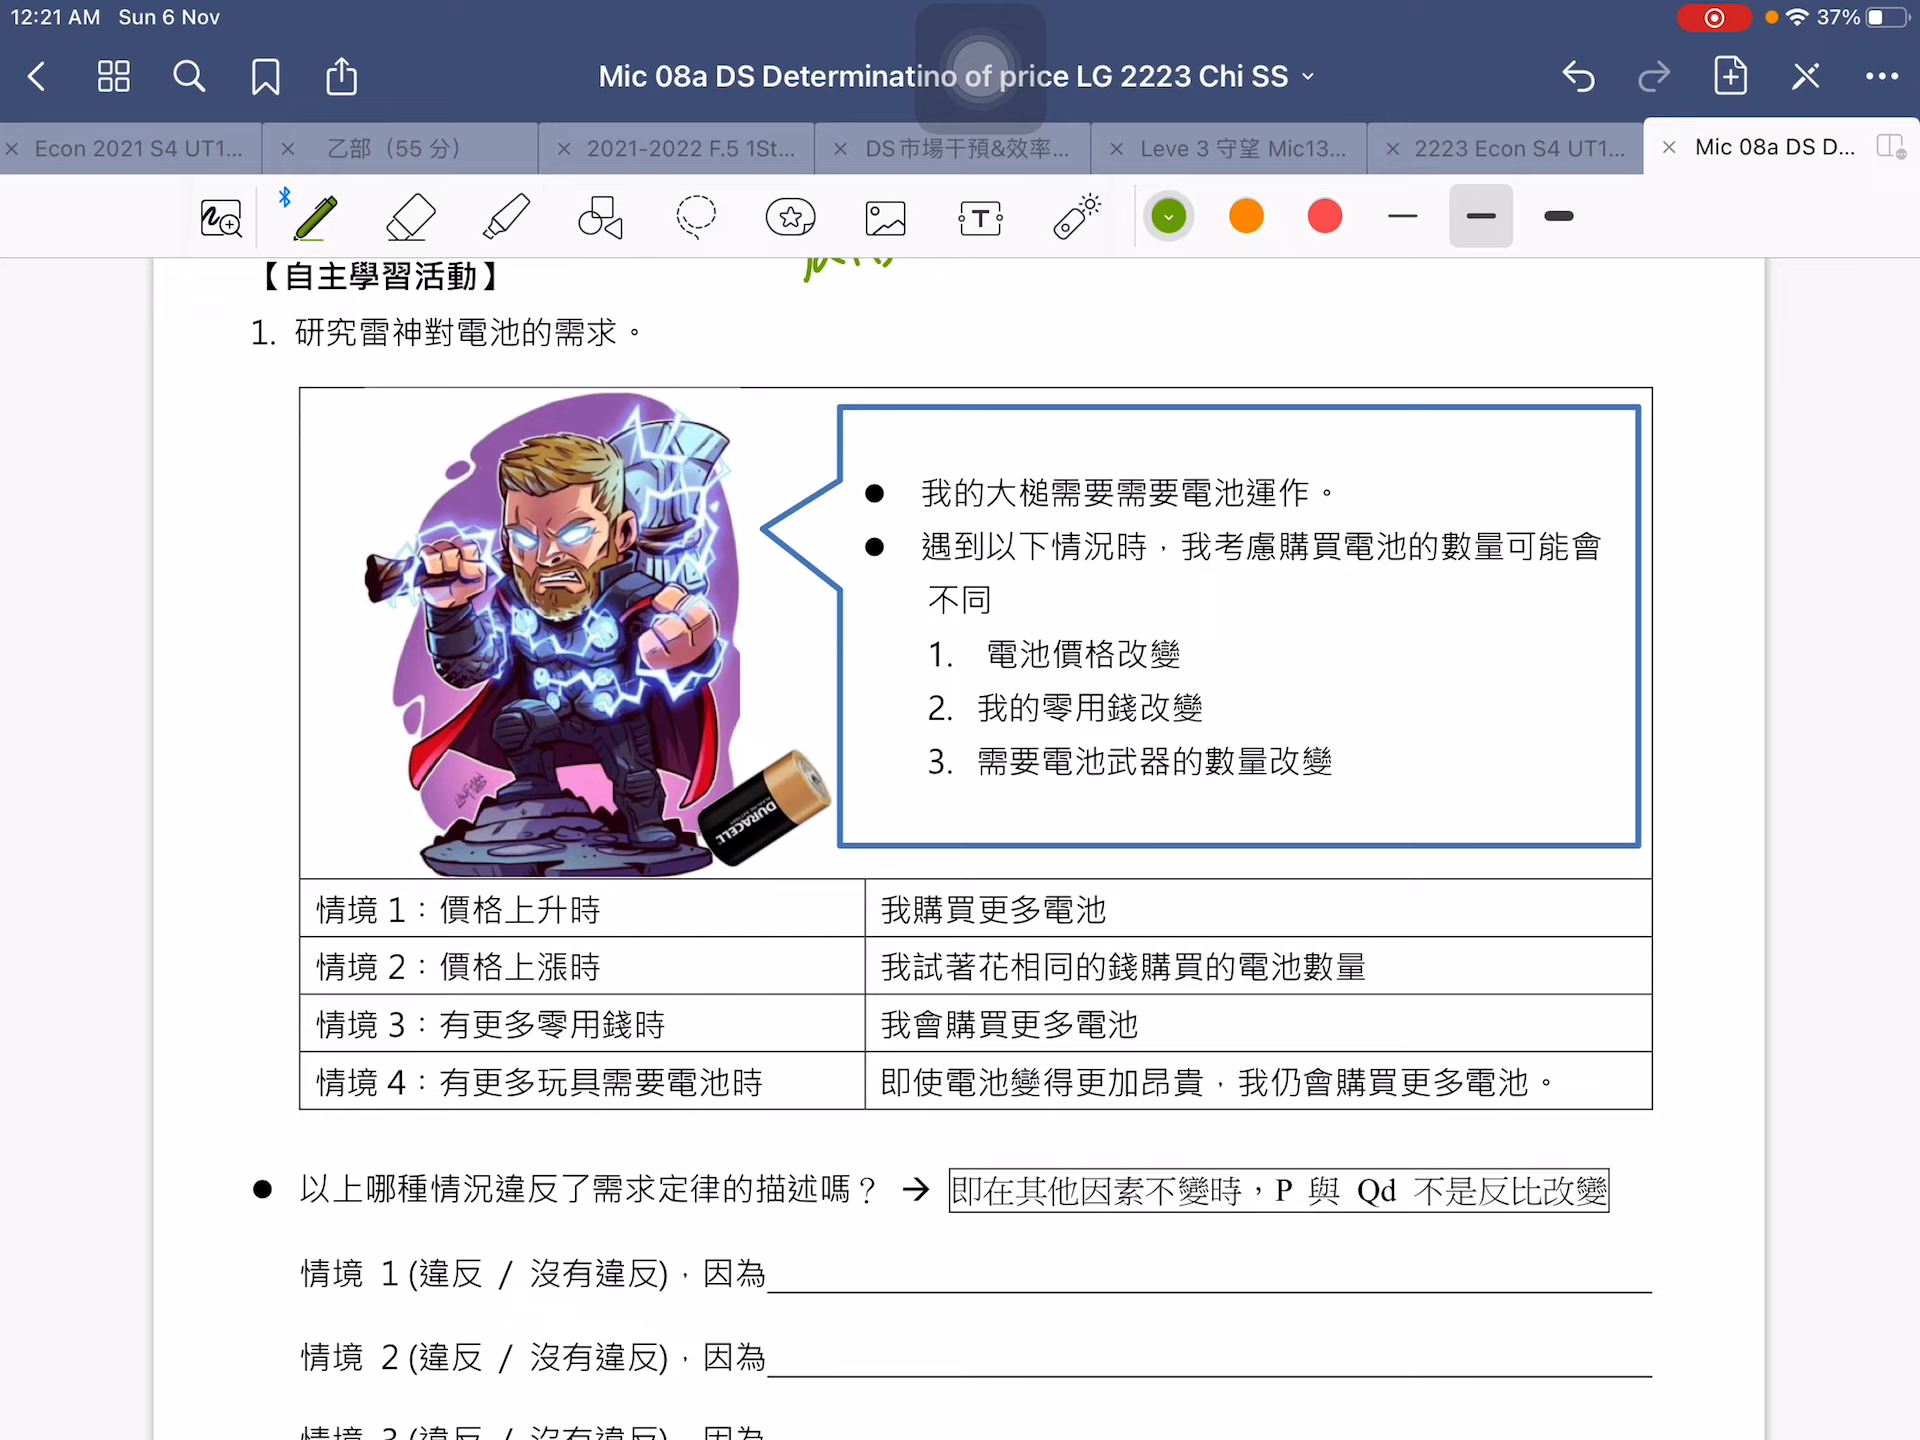 12:21 AM Sun 6 Nov
37%
Mic 08a DS Determinatino of price LG 2223 Chi SS
Econ 2021 S4 UT1...
乙部（55 分）
2021-2022 F.5 1St...
DS市場干預&效率...
Leve 3 守望 Mic13...
2223 Econ S4 UT1...
Mic 08a DS D...
【自主學習活動】
1. 研究雷神對電池的需求。
● 我的大槌需要需要電池運作。
● 遇到以下情況時，我考慮購買電池的數量可能會
不同
1. 電池價格改變
2. 我的零用錢改變
3. 需要電池武器的數量改變
DURACELL
情境 1：價格上升時 我購買更多電池
情境 2：價格上漲時 我試著花相同的錢購買的電池數量
情境 3：有更多零用錢時 我會購買更多電池
情境 4：有更多玩具需要電池時 即使電池變得更加昂貴，我仍會購買更多電池。
● 以上哪種情況違反了需求定律的描述嗎？ → 即在其他因素不變時，P 與 Qd 不是反比改變
情境 1(違反 / 沒有違反)，因為
情境 2(違反 / 沒有違反)，因為
情境 3(違反 / 沒有違反)，因為